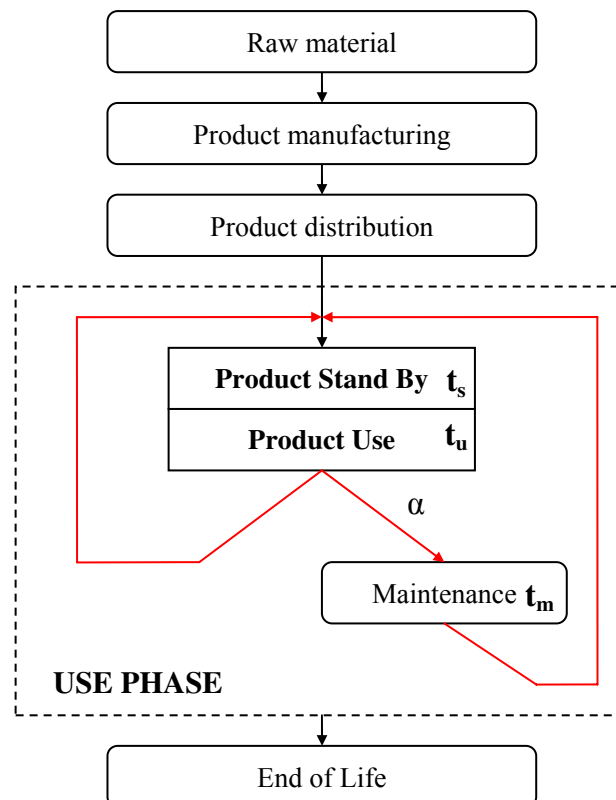 Raw material
Product manufacturing
Product distribution
Product Stand By ts
Product Use tu
α
Maintenance tm
USE PHASE
End of Life